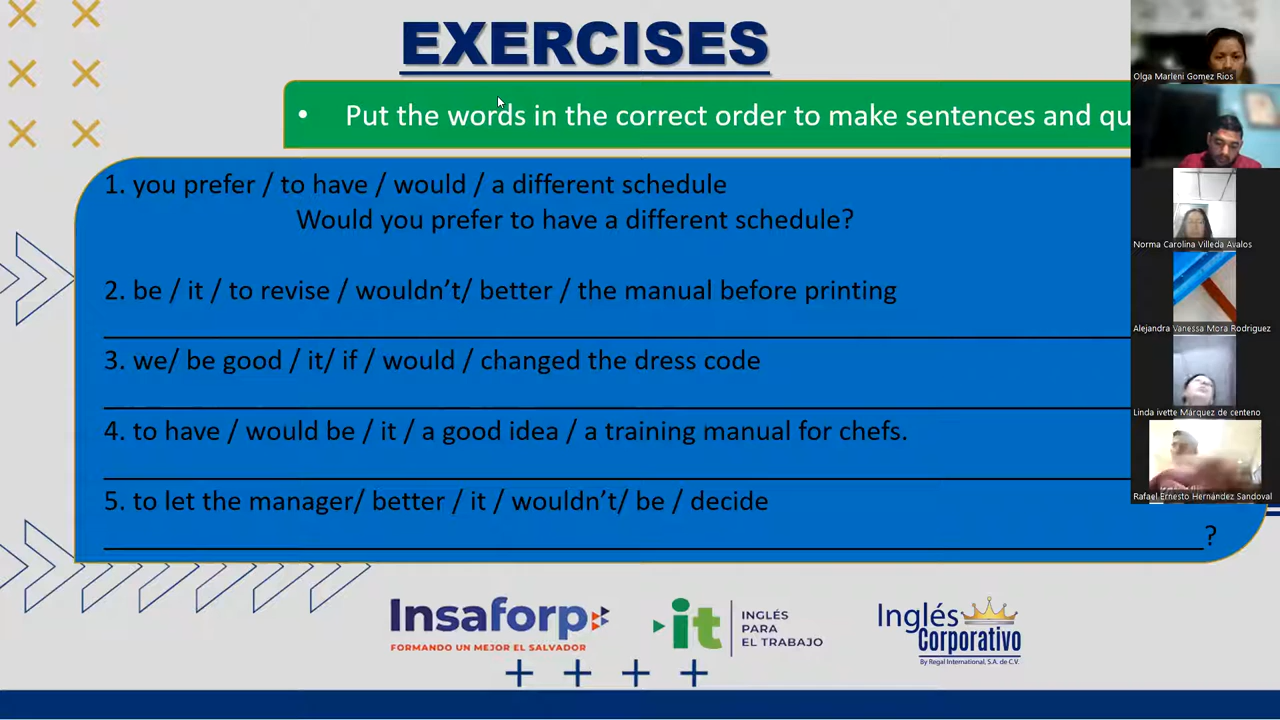 EXERCISES
• Put the words in the correct order to make sentences and qu
1. you prefer / to have / would / a different schedule
Would you prefer to have a different schedule?
2. be / it / to revise / wouldn't/ better / the manual before printing
3. we/ be good / it/ if / would / changed the dress code
4. to have / would be / it / a good idea / a training manual for chefs.
5. to let the manager/ better / it / wouldn't/ be / decide
?
Olga Marleni Gomez Rios
Norma Carolina Villeda Avalos
Alejandra Vanessa Mora Rodriguez
Linda ivette Márquez de centeno
Rafael Ernesto Hernández Sandoval
Insaforp
FORMANDO UN MEJOR EL SALVADOR
it
INGLÉS
PARA
EL TRABAJO
Inglés
Corporativo
By Regal International, S.A. de C.V.